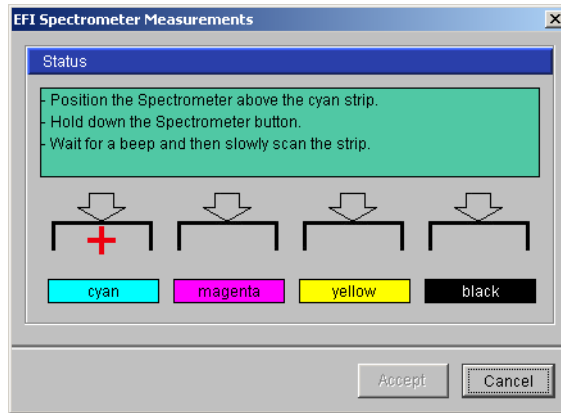 EFI Spectrometer Measurements
Status
- Position the Spectrometer above the cyan strip.
- Hold down the Spectrometer button.
- Wait for a beep and then slowly scan the strip.
cyan magenta yellow black
Accept Cancel